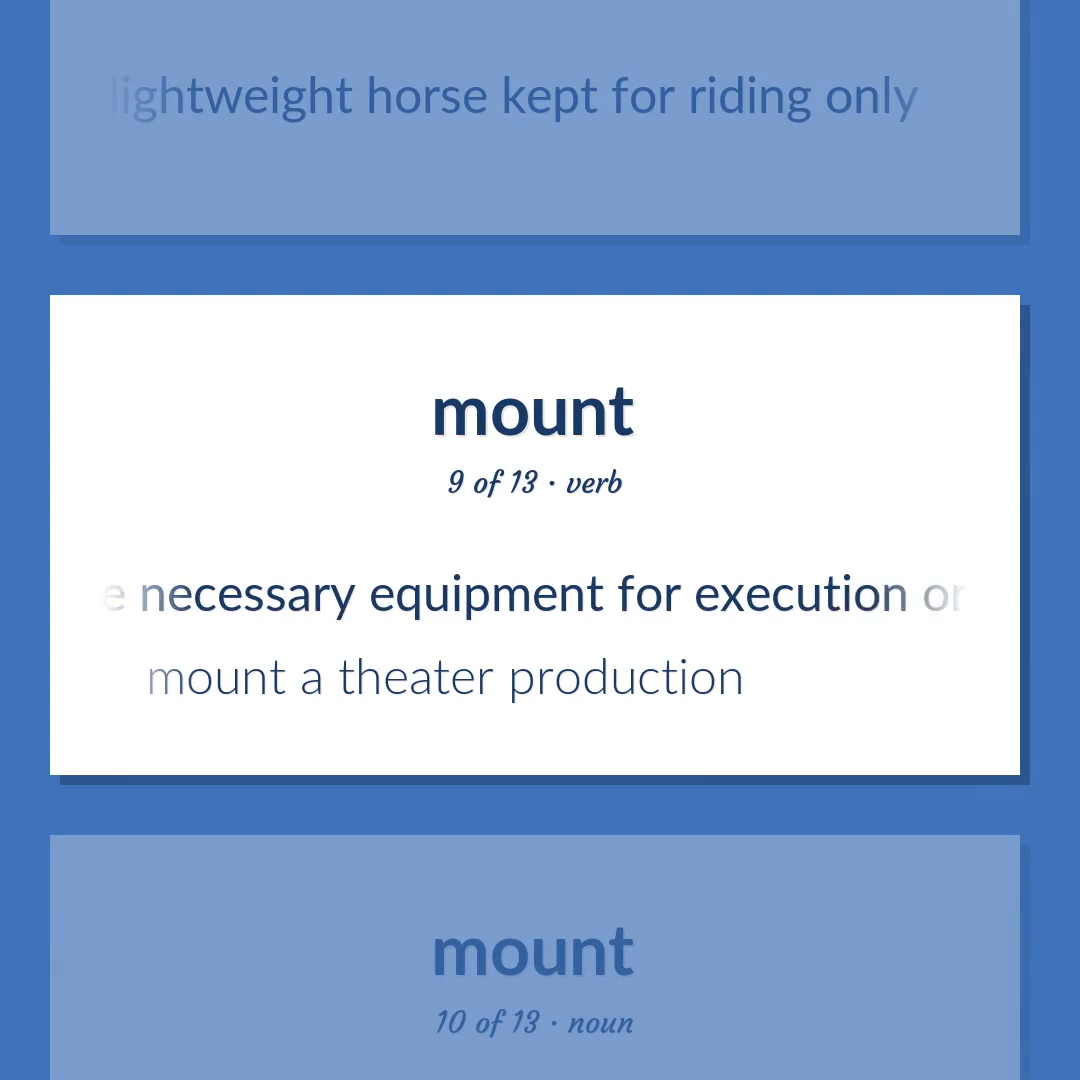 lightweight horse kept for riding only
mount
9 of 13 · verb
e necessary equipment for execution or
mount a theater production
mount
10 of 13 · noun